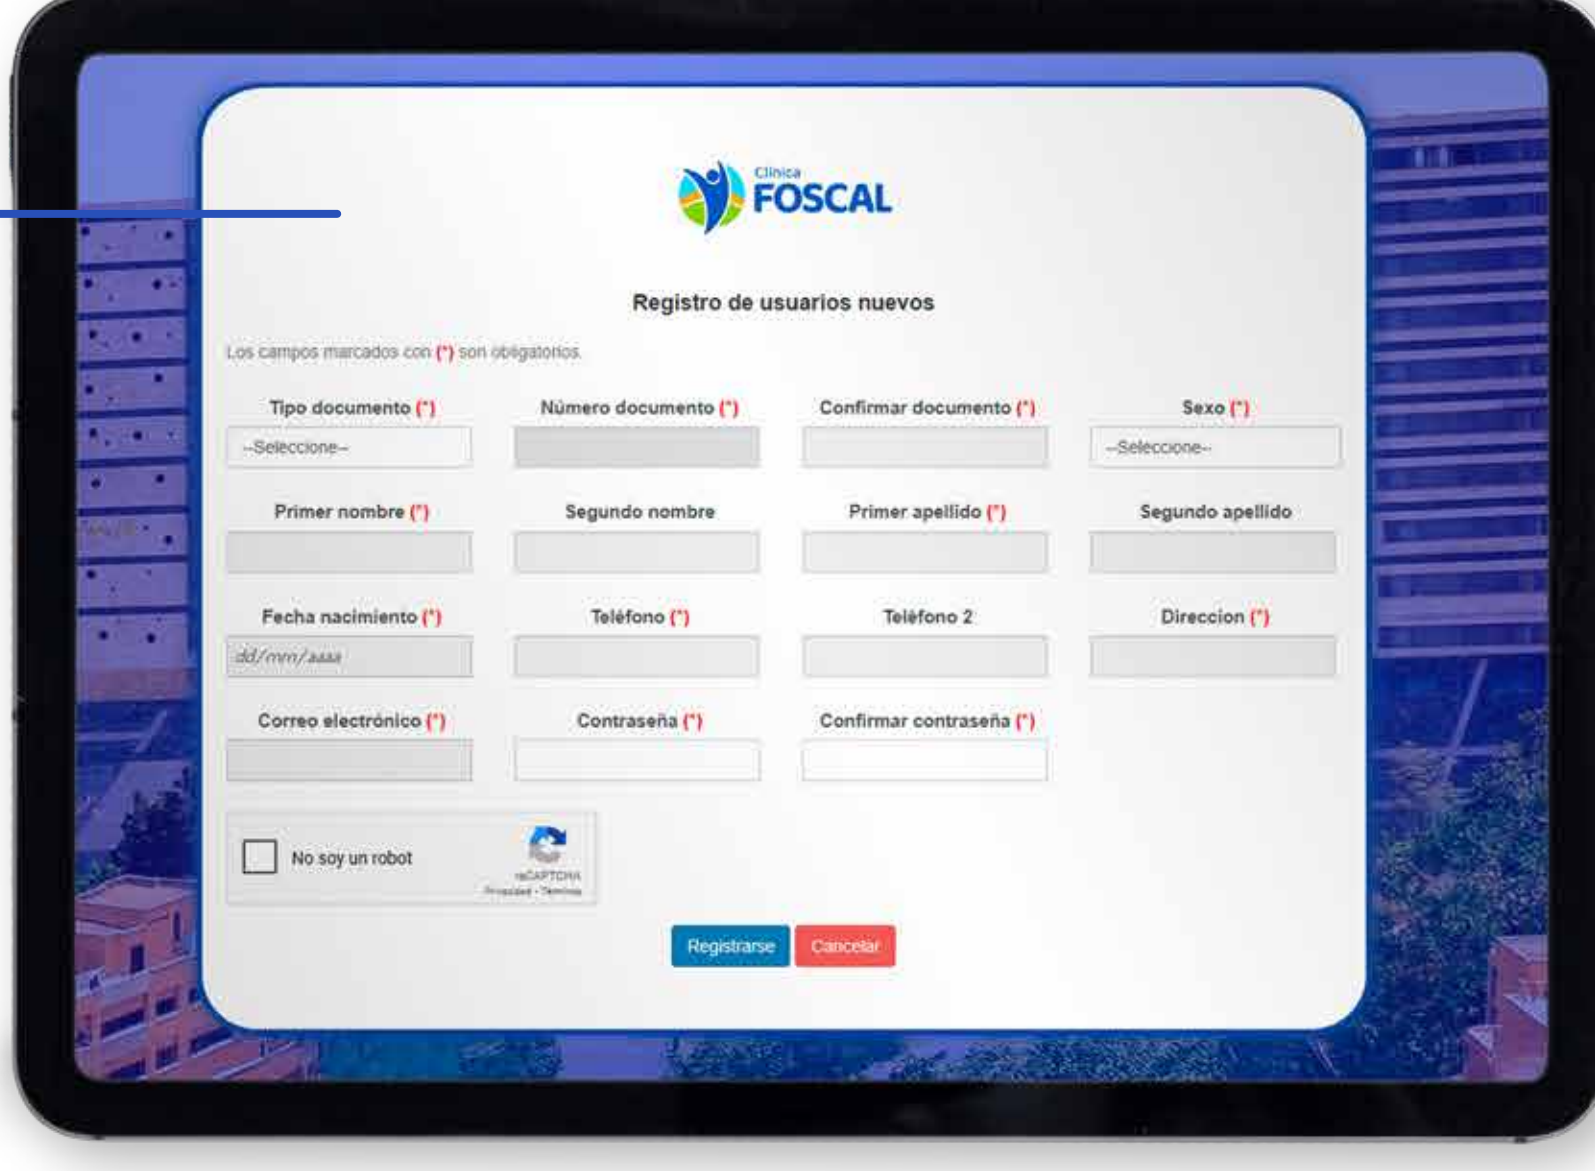 Clínica
FOSCAL
Registro de usuarios nuevos
Los campos marcados con (*) son obligatorios.
Tipo documento (*) Número documento (*) Confirmar documento (*) Sexo (*)
--Seleccione-- --Seleccione--
Primer nombre (*) Segundo nombre Primer apellido (*) Segundo apellido
Fecha nacimiento (*) Teléfono (*) Teléfono 2 Direccion (*)
dd/mm/aaaa
Correo electrónico (*) Contraseña (*) Confirmar contraseña (*)
No soy un robot
reCAPTCHA
Privacidad - Términos
Registrarse Cancelar